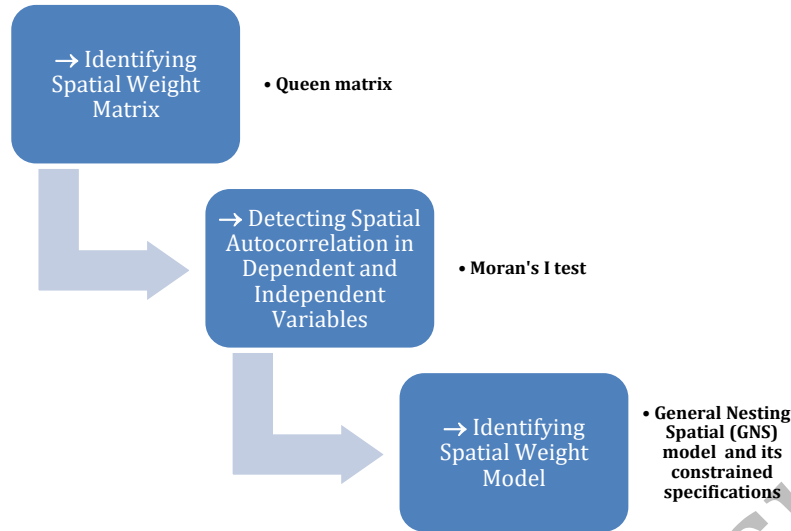 → Identifying
Spatial Weight
Matrix
• Queen matrix
→ Detecting Spatial
Autocorrelation in
Dependent and
Independent
Variables
• Moran's I test
→ Identifying
Spatial Weight
Model
• General Nesting
Spatial (GNS)
model and its
constrained
specifications